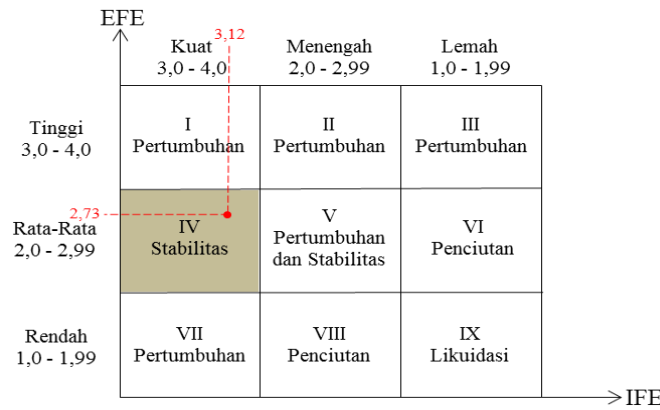 EFE
3,12
Kuat
3,0 - 4,0
Menengah
2,0 - 2,99
Lemah
1,0 - 1,99
Tinggi
3,0 - 4,0
I
Pertumbuhan
II
Pertumbuhan
III
Pertumbuhan
2,73
Rata-Rata
2,0 - 2,99
IV
Stabilitas
V
Pertumbuhan
dan Stabilitas
VI
Penciutan
Rendah
1,0 - 1,99
VII
Pertumbuhan
VIII
Penciutan
IX
Likuidasi
IFE